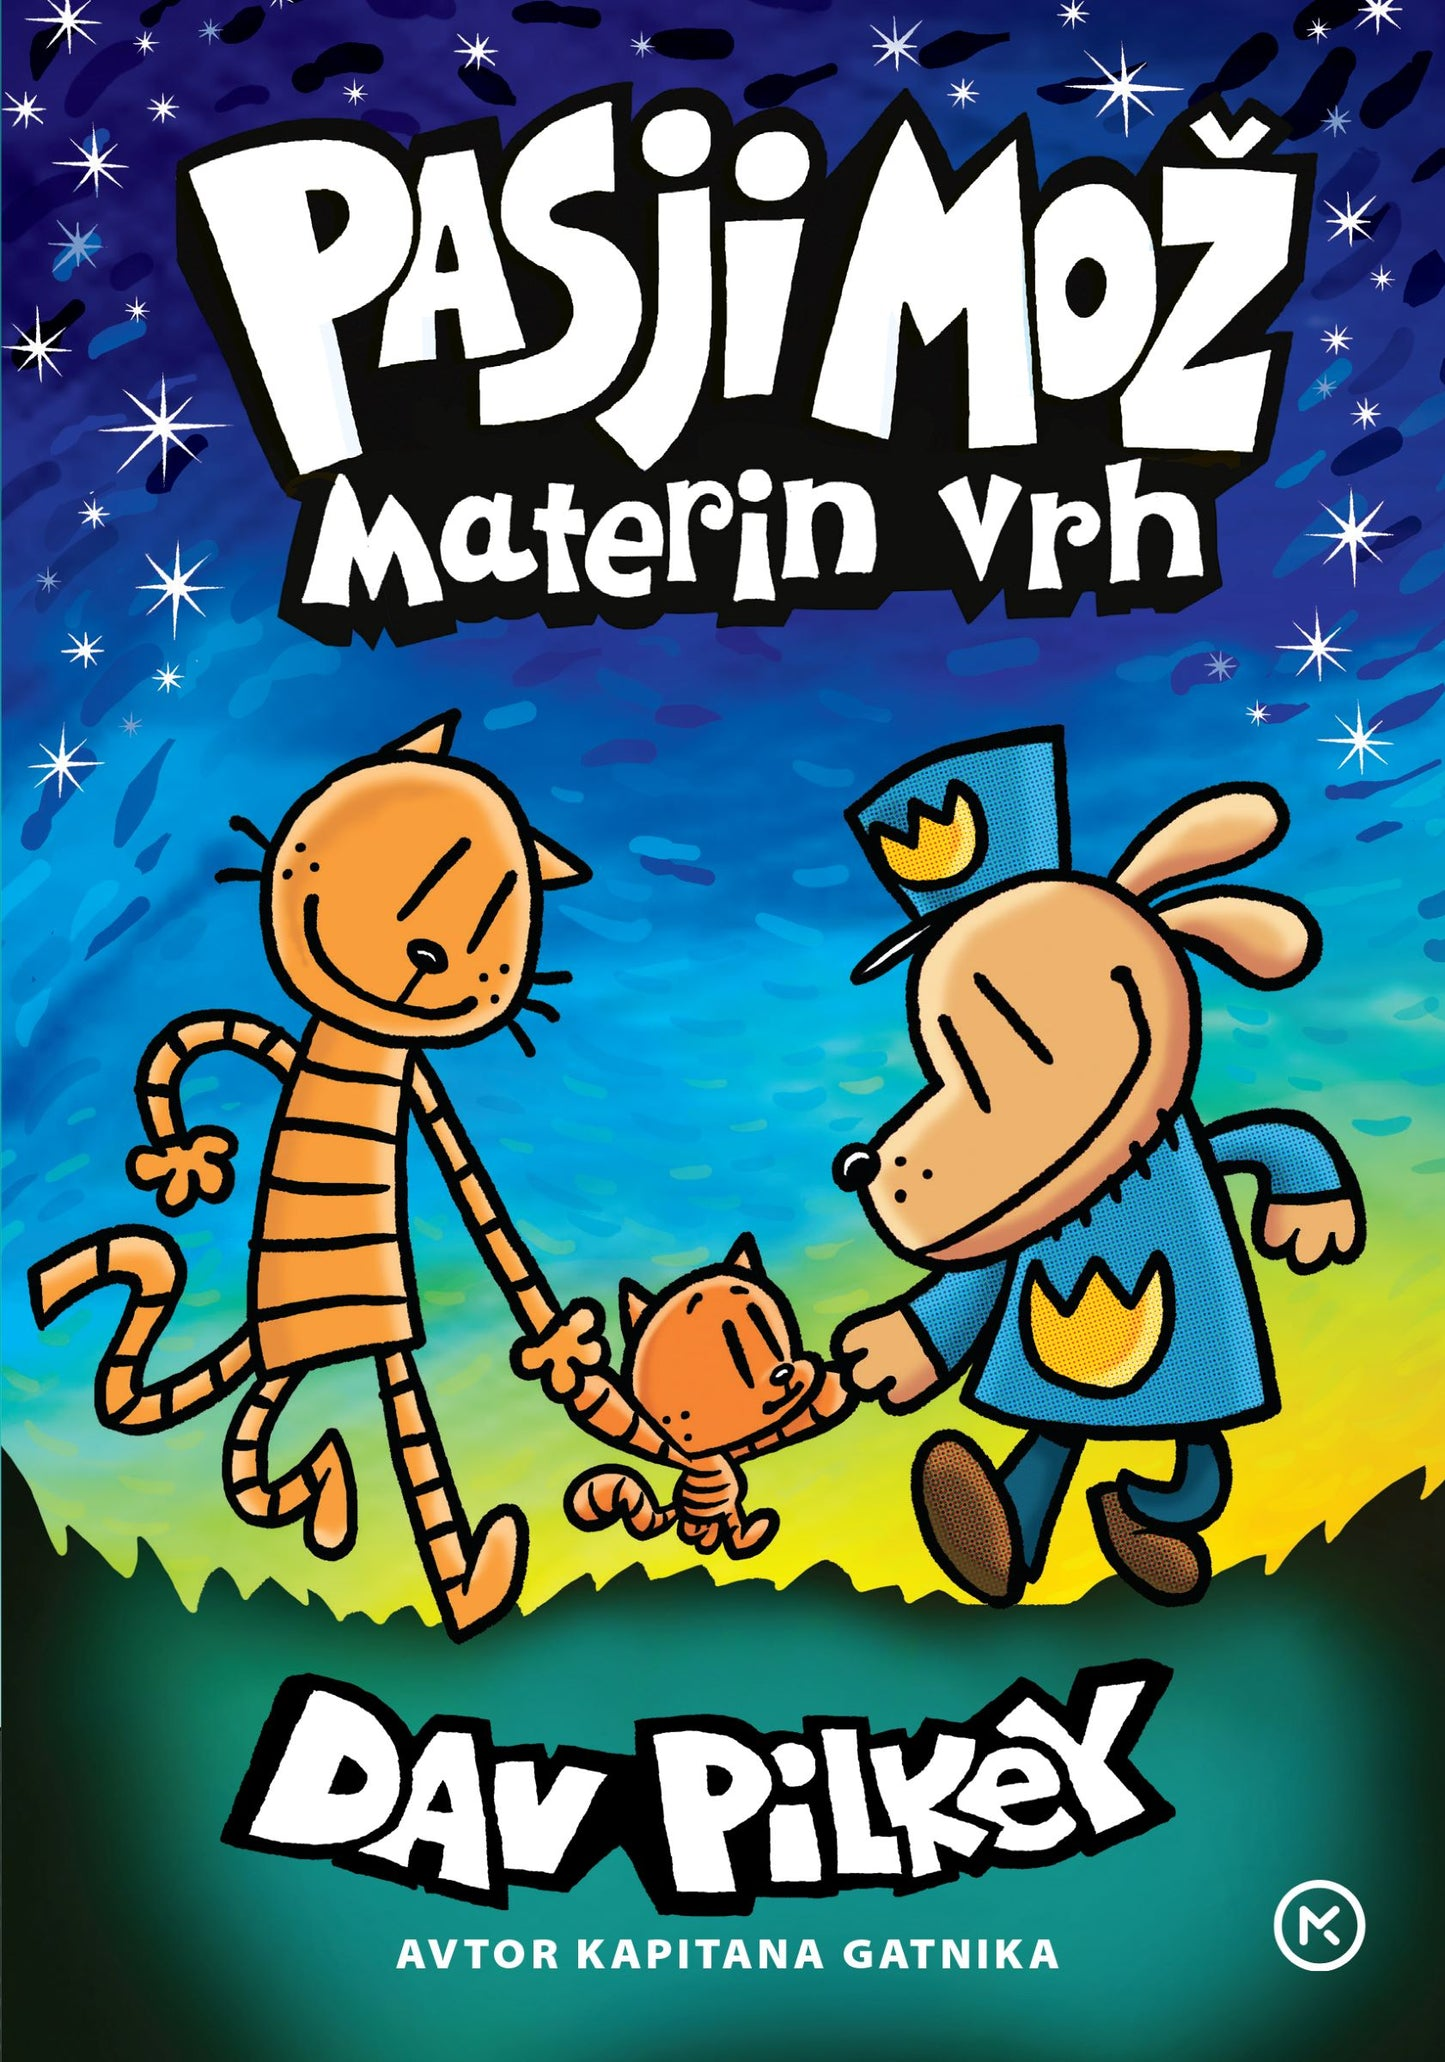 PASJI MOŽ
Materin vrh
DAV PILKEY
AVTOR KAPITANA GATNIKA